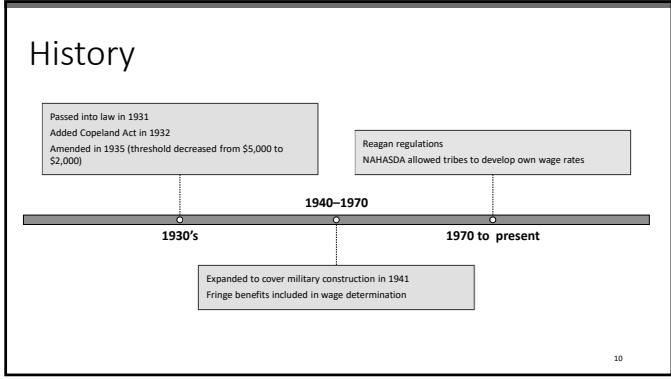 History
Passed into law in 1931
Added Copeland Act in 1932
Amended in 1935 (threshold decreased from $5,000 to
$2,000)
Reagan regulations
NAHASDA allowed tribes to develop own wage rates
1940–1970
1930’s
1970 to present
Expanded to cover military construction in 1941
Fringe benefits included in wage determination
10